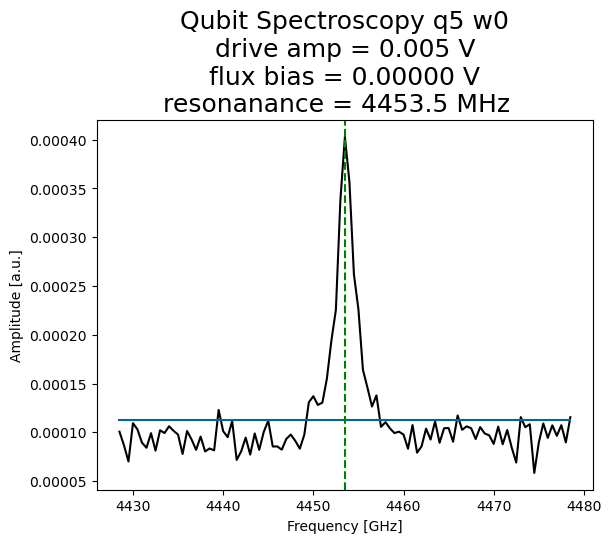 Qubit Spectroscopy q5 w0
drive amp = 0.005 V
flux bias = 0.00000 V
resonanance = 4453.5 MHz
0.00040
0.00035
0.00030
0.00025
0.00020
0.00015
0.00010
0.00005
Amplitude [a.u.]
4430 4440 4450 4460 4470 4480
Frequency [GHz]